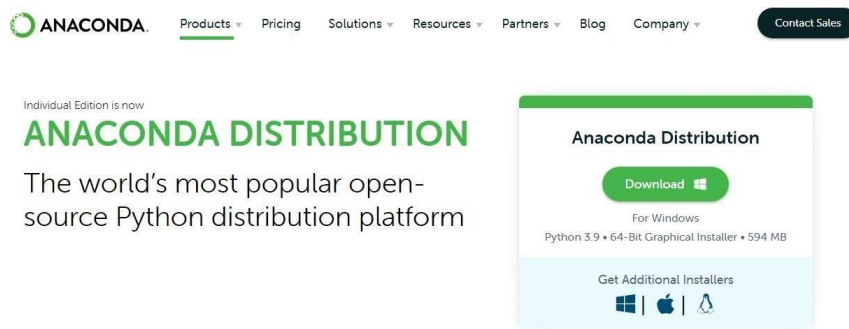 ANACONDA.
Products Pricing Solutions Resources Partners Blog Company Contact Sales
Individual Edition is now
ANACONDA DISTRIBUTION
The world's most popular open-
source Python distribution platform
Anaconda Distribution
Download
For Windows
Python 3.9 • 64-Bit Graphical Installer • 594 MB
Get Additional Installers